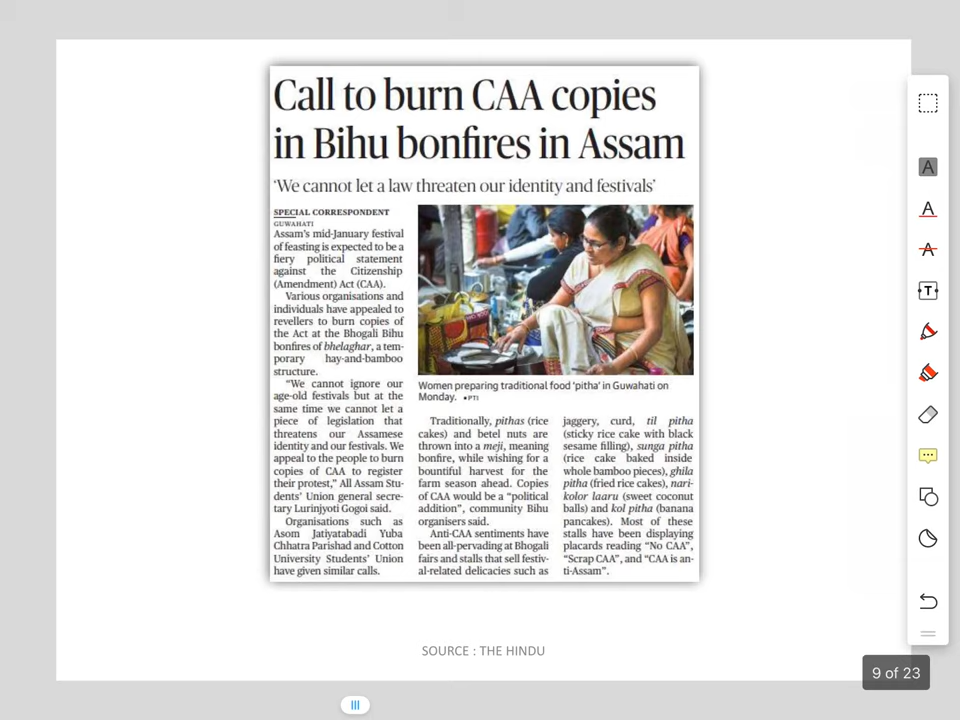 Call to burn CAA copies
in Bihu bonfires in Assam
‘We cannot let a law threaten our identity and festivals’
SPECIAL CORRESPONDENT
GUWAHATI
Assam’s mid-January festival
of feasting is expected to be a
fiery political statement
against the Citizenship
(Amendment) Act (CAA).
Various organisations and
individuals have appealed to
revellers to burn copies of
the Act at the Bhogali Bihu
bonfires of bhelaghar, a tem-
porary hay-and-bamboo
structure.
“We cannot ignore our
age-old festivals but at the
same time we cannot let a
piece of legislation that
threatens our Assamese
identity and our festivals. We
appeal to the people to burn
copies of CAA to register
their protest,” All Assam Stu-
dents’ Union general secre-
tary Lurinjyoti Gogoi said.
Organisations such as
Asom Jatiyatabadi Yuba
Chhatra Parishad and Cotton
University Students’ Union
have given similar calls.
Women preparing traditional food ‘pitha’ in Guwahati on
Monday. ▪PTI
Traditionally, pithas (rice
cakes) and betel nuts are
thrown into a meji, meaning
bonfire, while wishing for a
bountiful harvest for the
farm season ahead. Copies
of CAA would be a “political
addition”, community Bihu
organisers said.
Anti-CAA sentiments have
been all-pervading at Bhogali
fairs and stalls that sell festiv-
al-related delicacies such as
jaggery, curd, til pitha
(sticky rice cake with black
sesame filling), sunga pitha
(rice cake baked inside
whole bamboo pieces), ghila
pitha (fried rice cakes), nari-
kolor laaru (sweet coconut
balls) and kol pitha (banana
pancakes). Most of these
stalls have been displaying
placards reading “No CAA”,
“Scrap CAA”, and “CAA is an-
ti-Assam”.
SOURCE : THE HINDU
A
A
A
T
9 of 23